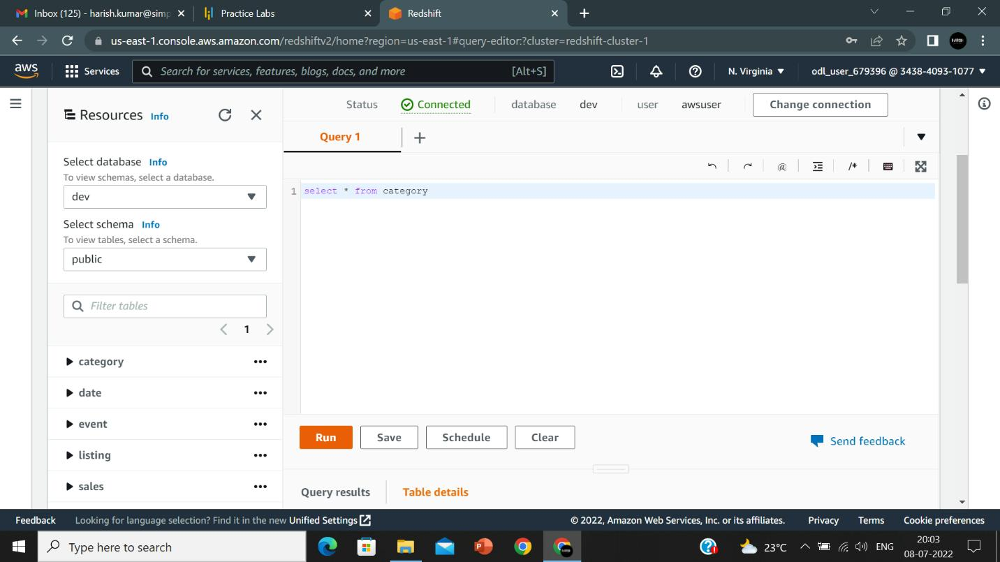 Inbox (125) - harish.kumar@simp
Practice Labs
Redshift
us-east-1.console.aws.amazon.com/redshiftv2/home?region=us-east-1#query-editor:?cluster=redshift-cluster-1
aws
Services
Search for services, features, blogs, docs, and more
[Alt+S]
N. Virginia
odl_user_679396 @ 3438-4093-1077
Resources Info
Status
Connected
database
dev
user
awsuser
Change connection
Query 1
Select database Info
To view schemas, select a database.
dev
Select schema Info
To view tables, select a schema.
public
Filter tables
1
category
date
event
listing
sales
@
/*
1 select * from category
Run
Save
Schedule
Clear
Send feedback
Query results
Table details
Feedback
Looking for language selection? Find it in the new Unified Settings
© 2022, Amazon Web Services, Inc. or its affiliates.
Privacy
Terms
Cookie preferences
Type here to search
23°C
ENG
20:03
08-07-2022